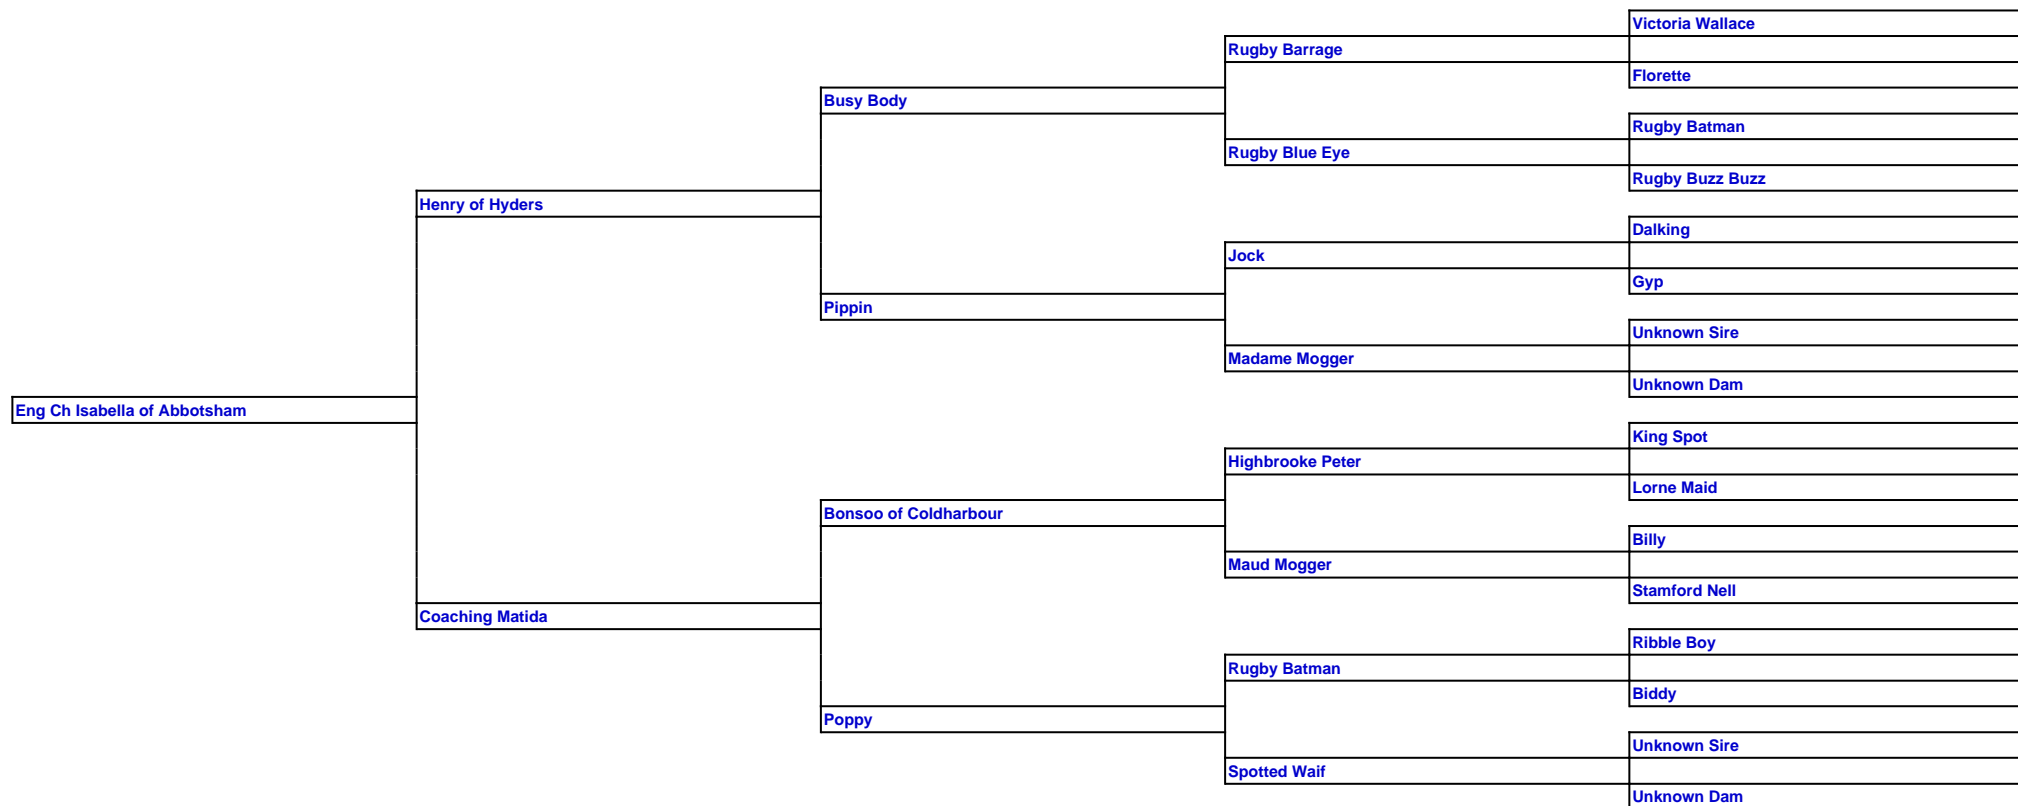 Victoria Wallace
Rugby Barrage
Florette
Busy Body
Rugby Batman
Rugby Blue Eye
Rugby Buzz Buzz
Henry of Hyders
Dalking
Jock
Gyp
Pippin
Unknown Sire
Madame Mogger
Unknown Dam
Eng Ch Isabella of Abbotsham
King Spot
Highbrooke Peter
Lorne Maid
Bonsoo of Coldharbour
Billy
Maud Mogger
Stamford Nell
Coaching Matida
Ribble Boy
Rugby Batman
Biddy
Poppy
Unknown Sire
Spotted Waif
Unknown Dam